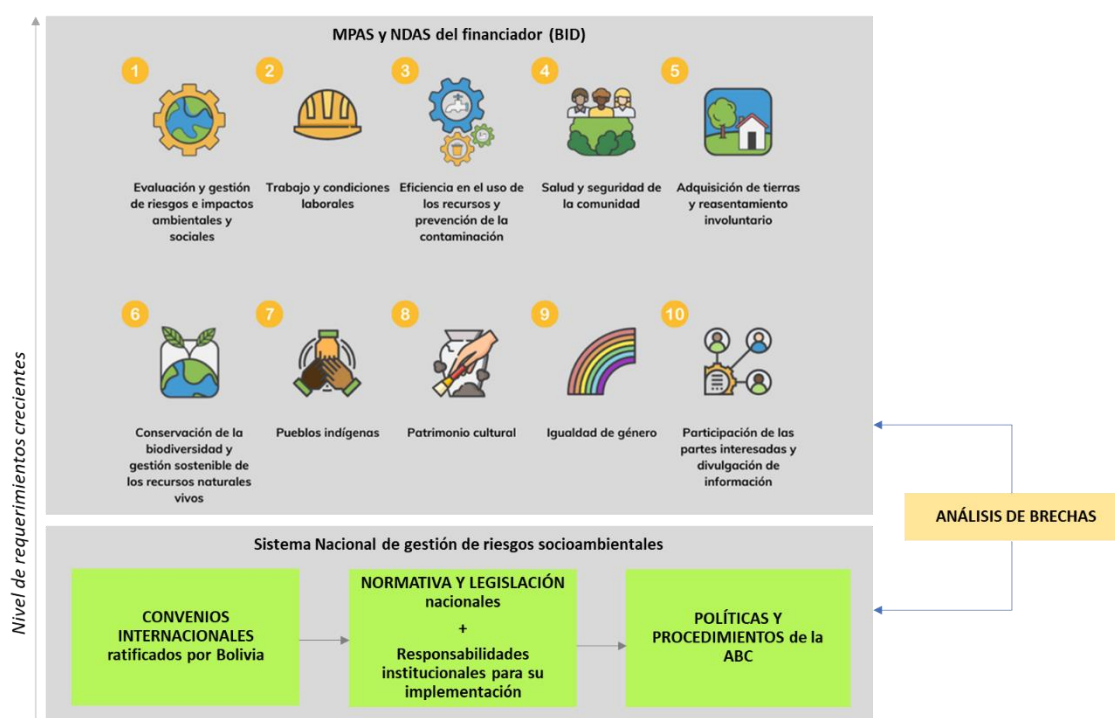 MPAS y NDAS del financiador (BID)
1
2
3
4
5
Evaluación y gestión
de riesgos e impactos
ambientales y
sociales
Trabajo y condiciones
laborales
Eficiencia en el uso de
los recursos y
prevención de la
contaminación
Salud y seguridad de
la comunidad
Adquisición de tierras
y reasentamiento
involuntario
6
7
8
9
10
Conservación de la
biodiversidad y
gestión sostenible de
los recursos naturales
vivos
Pueblos indígenas
Patrimonio cultural
Igualdad de género
Participación de las
partes interesadas y
divulgación de
información
Nivel de requerimientos crecientes
ANÁLISIS DE BRECHAS
Sistema Nacional de gestión de riesgos socioambientales
CONVENIOS
INTERNACIONALES
ratificados por Bolivia
NORMATIVA Y LEGISLACIÓN
nacionales
+
Responsabilidades
institucionales para su
implementación
POLÍTICAS Y
PROCEDIMIENTOS de la
ABC